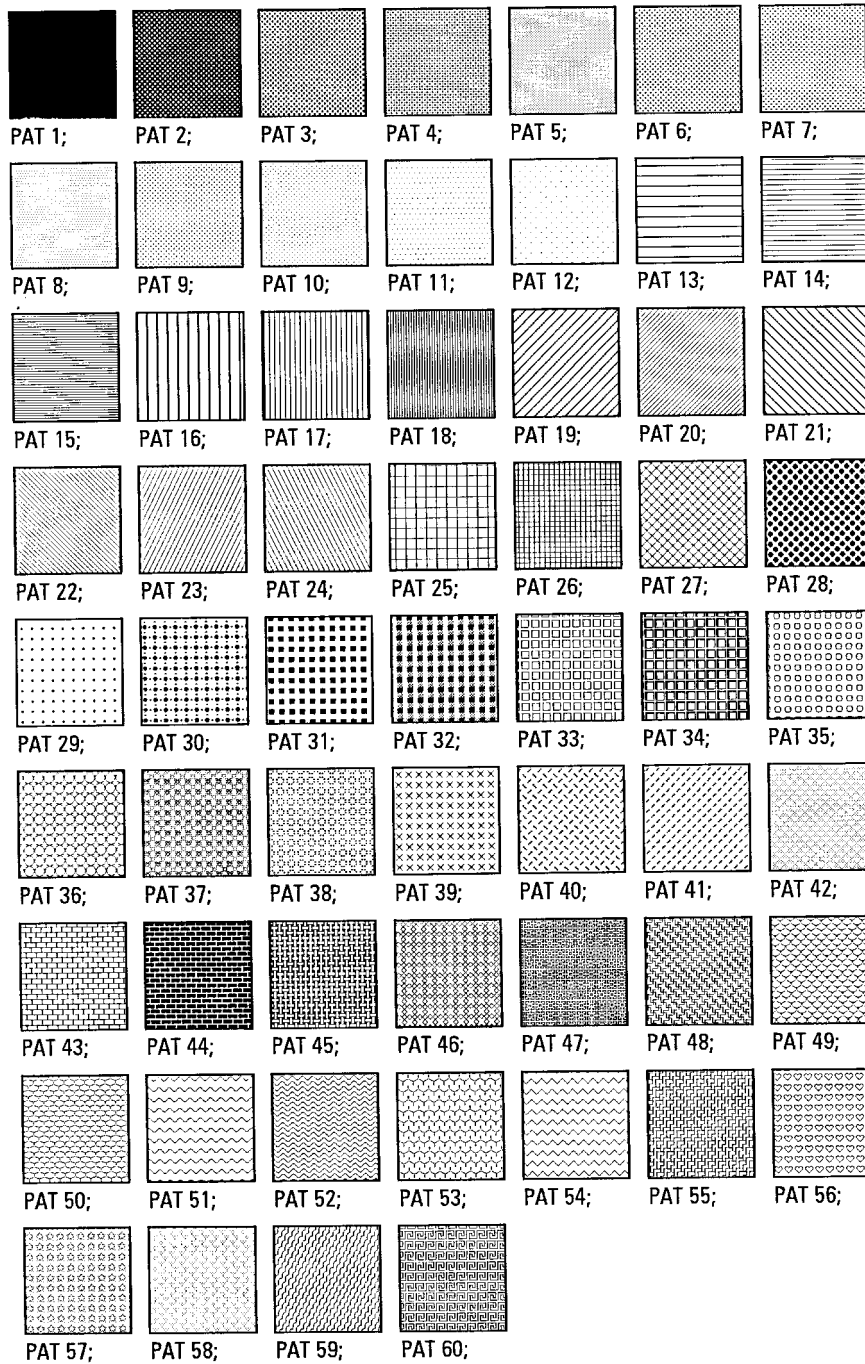 PAT 1; PAT 2; PAT 3; PAT 4; PAT 5; PAT 6; PAT 7;
PAT 8; PAT 9; PAT 10; PAT 11; PAT 12; PAT 13; PAT 14;
PAT 15; PAT 16; PAT 17; PAT 18; PAT 19; PAT 20; PAT 21;
PAT 22; PAT 23; PAT 24; PAT 25; PAT 26; PAT 27; PAT 28;
PAT 29; PAT 30; PAT 31; PAT 32; PAT 33; PAT 34; PAT 35;
PAT 36; PAT 37; PAT 38; PAT 39; PAT 40; PAT 41; PAT 42;
PAT 43; PAT 44; PAT 45; PAT 46; PAT 47; PAT 48; PAT 49;
PAT 50; PAT 51; PAT 52; PAT 53; PAT 54; PAT 55; PAT 56;
PAT 57; PAT 58; PAT 59; PAT 60;